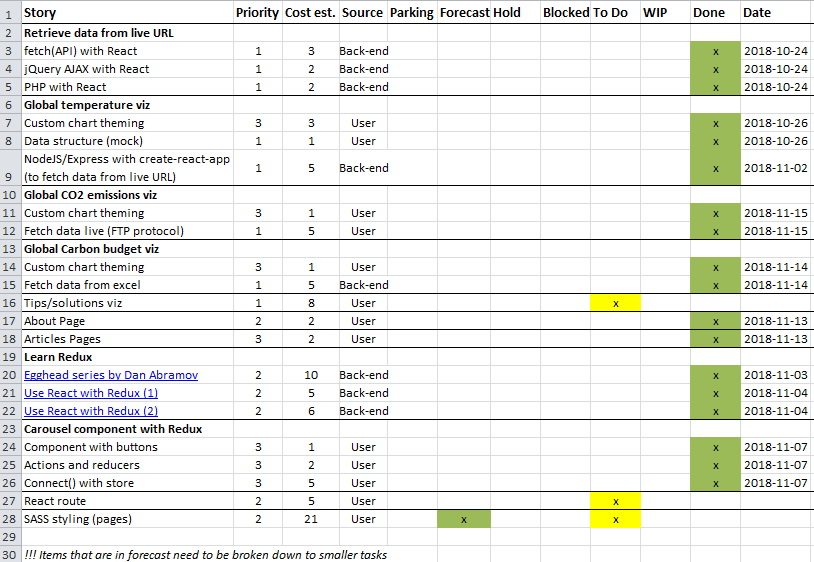 1 Story Priority Cost est. Source Parking Forecast Hold Blocked To Do WIP Done Date
2 Retrieve data from live URL
3 fetch(API) with React 1 3 Back-end x 2018-10-24
4 jQuery AJAX with React 1 2 Back-end x 2018-10-24
5 PHP with React 1 2 Back-end x 2018-10-24
6 Global temperature viz
7 Custom chart theming 3 3 User x 2018-10-26
8 Data structure (mock) 1 1 User x 2018-10-26
NodeJS/Express with create-react-app
9 (to fetch data from live URL) 1 5 Back-end x 2018-11-02
10 Global CO2 emissions viz
11 Custom chart theming 3 1 User x 2018-11-15
12 Fetch data live (FTP protocol) 1 5 User x 2018-11-15
13 Global Carbon budget viz
14 Custom chart theming 3 1 User x 2018-11-14
15 Fetch data from excel 1 5 Back-end x 2018-11-14
16 Tips/solutions viz 1 8 User x
17 About Page 2 2 User x 2018-11-13
18 Articles Pages 3 2 User x 2018-11-13
19 Learn Redux
20 Egghead series by Dan Abramov 2 10 Back-end x 2018-11-03
21 Use React with Redux (1) 2 5 Back-end x 2018-11-04
22 Use React with Redux (2) 2 6 Back-end x 2018-11-04
23 Carousel component with Redux
24 Component with buttons 3 1 User x 2018-11-07
25 Actions and reducers 3 2 User x 2018-11-07
26 Connect() with store 3 5 User x 2018-11-07
27 React route 2 5 User x
28 SASS styling (pages) 2 21 User x x
29
30 !!! Items that are in forecast need to be broken down to smaller tasks